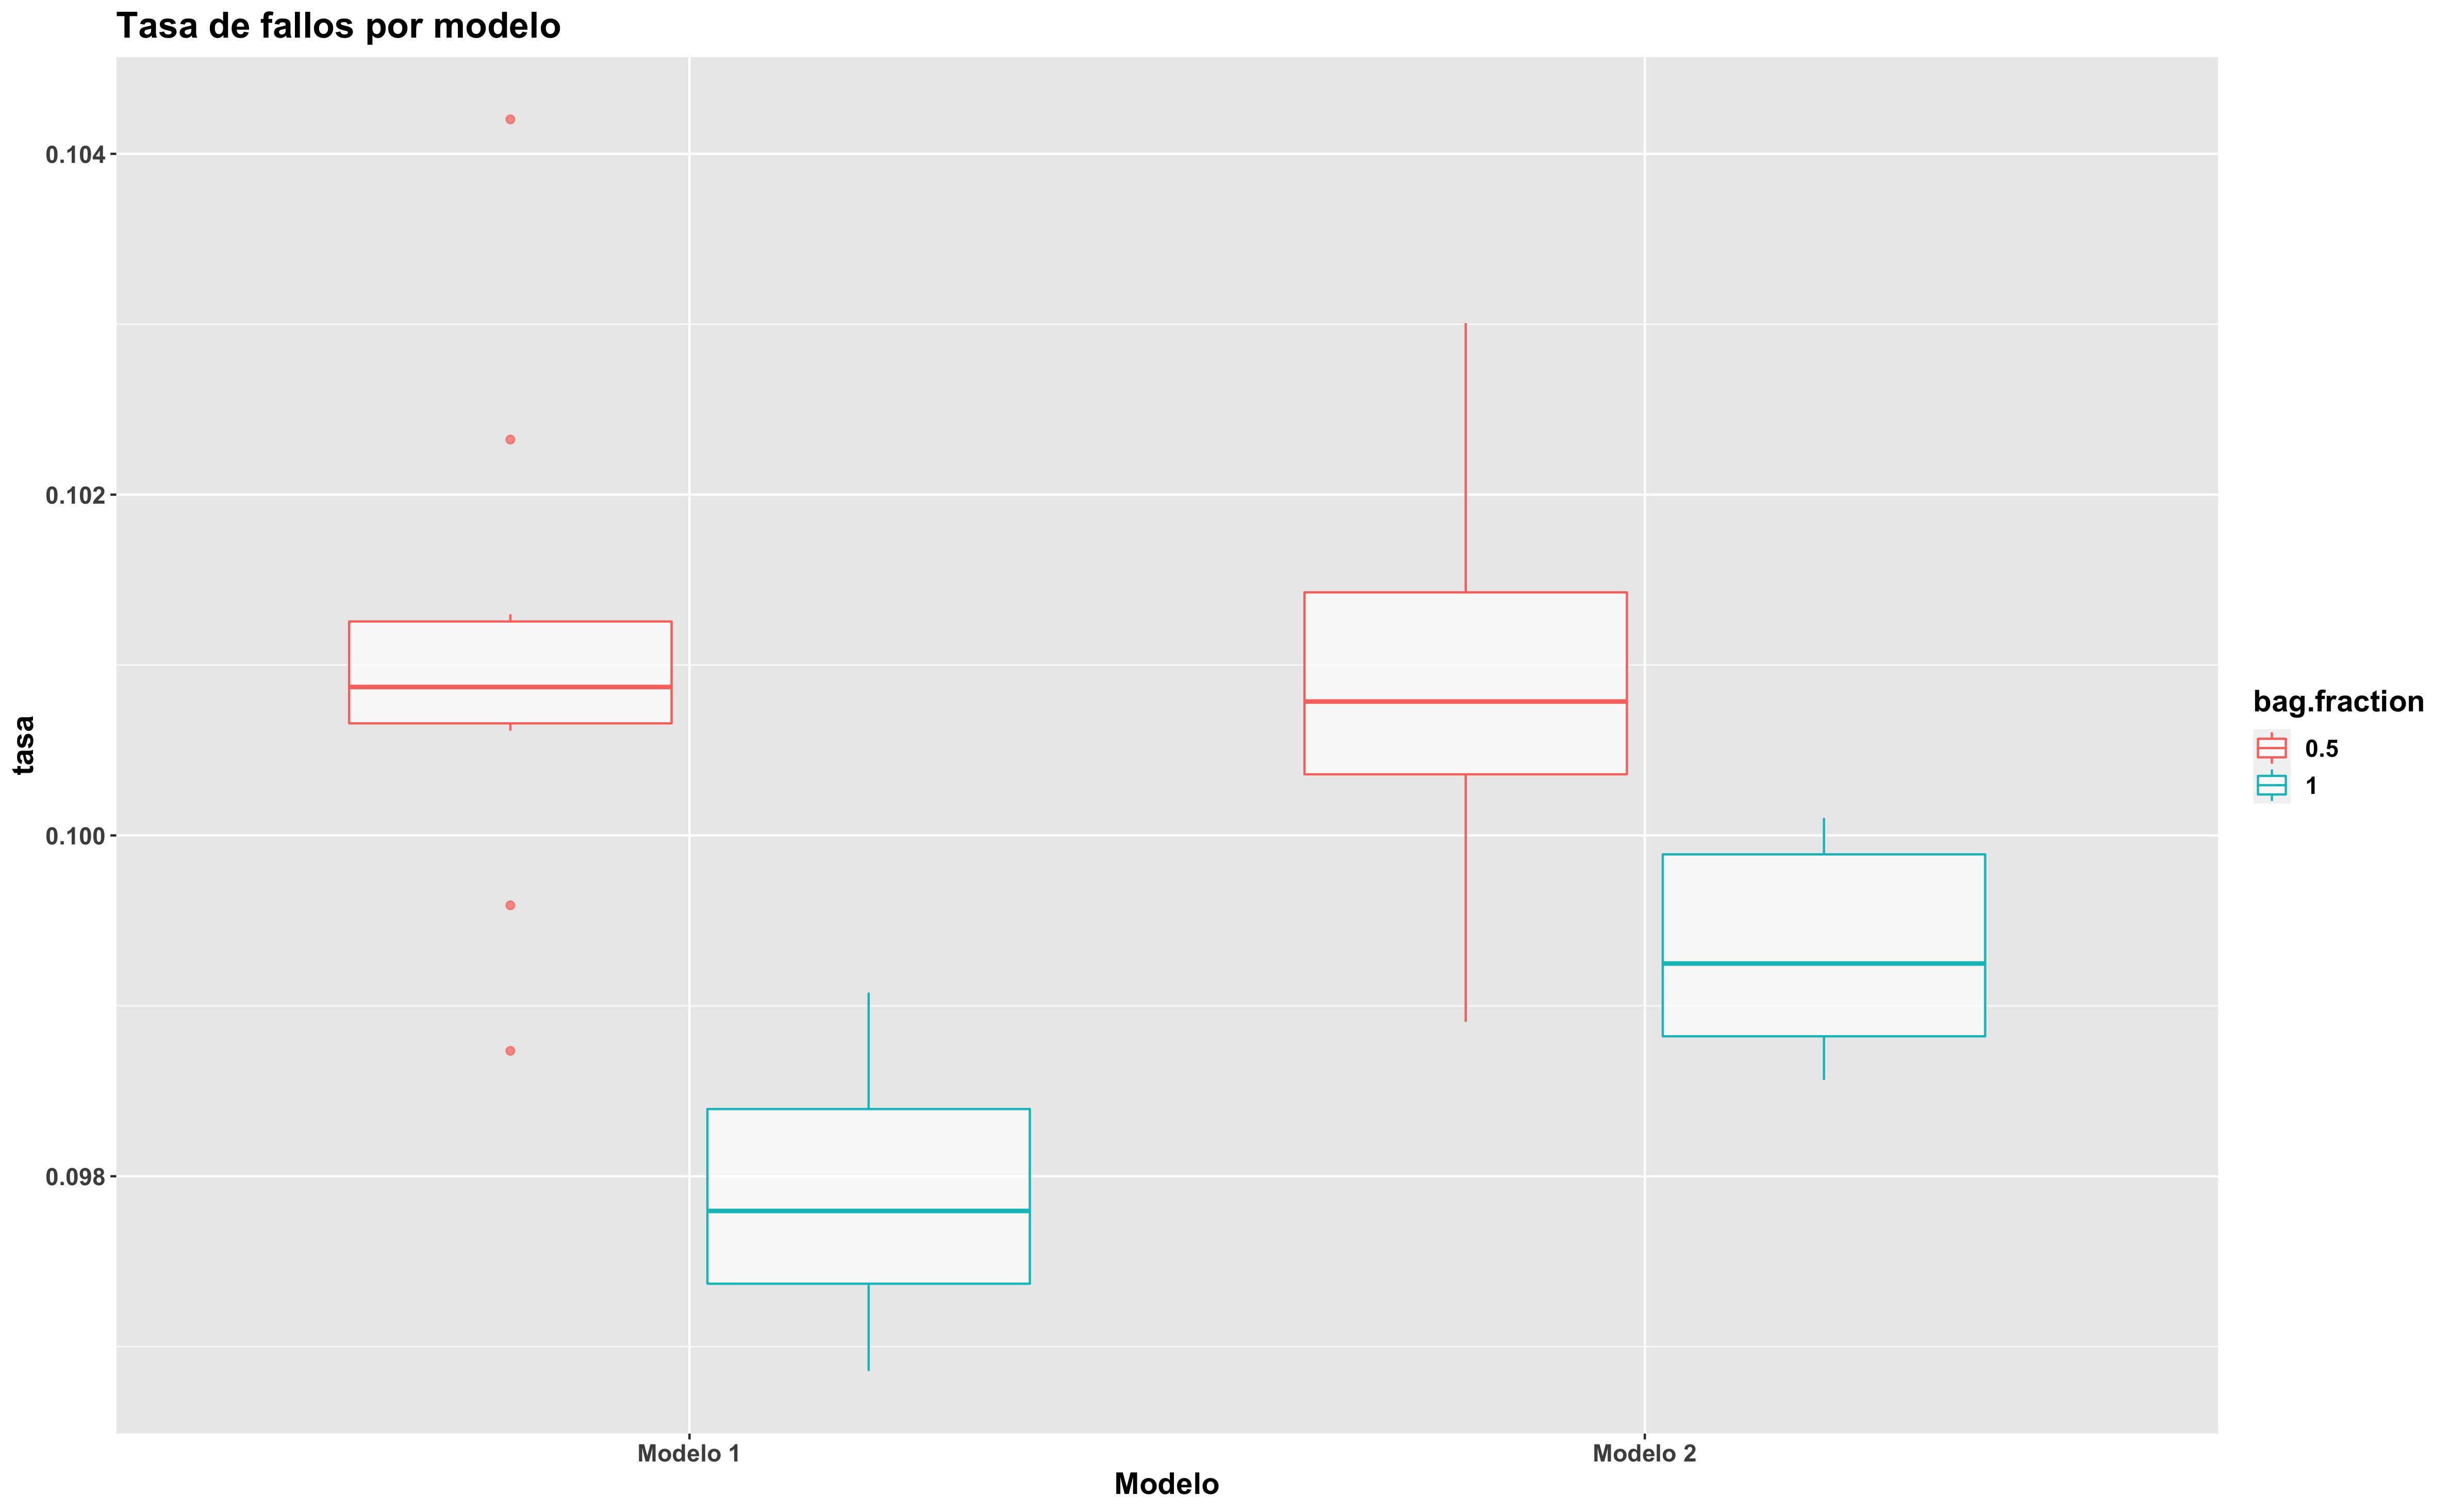 Tasa de fallos por modelo
0.104
0.102
0.100
0.098
tasa
Modelo 1
Modelo 2
Modelo
bag.fraction
0.5
1